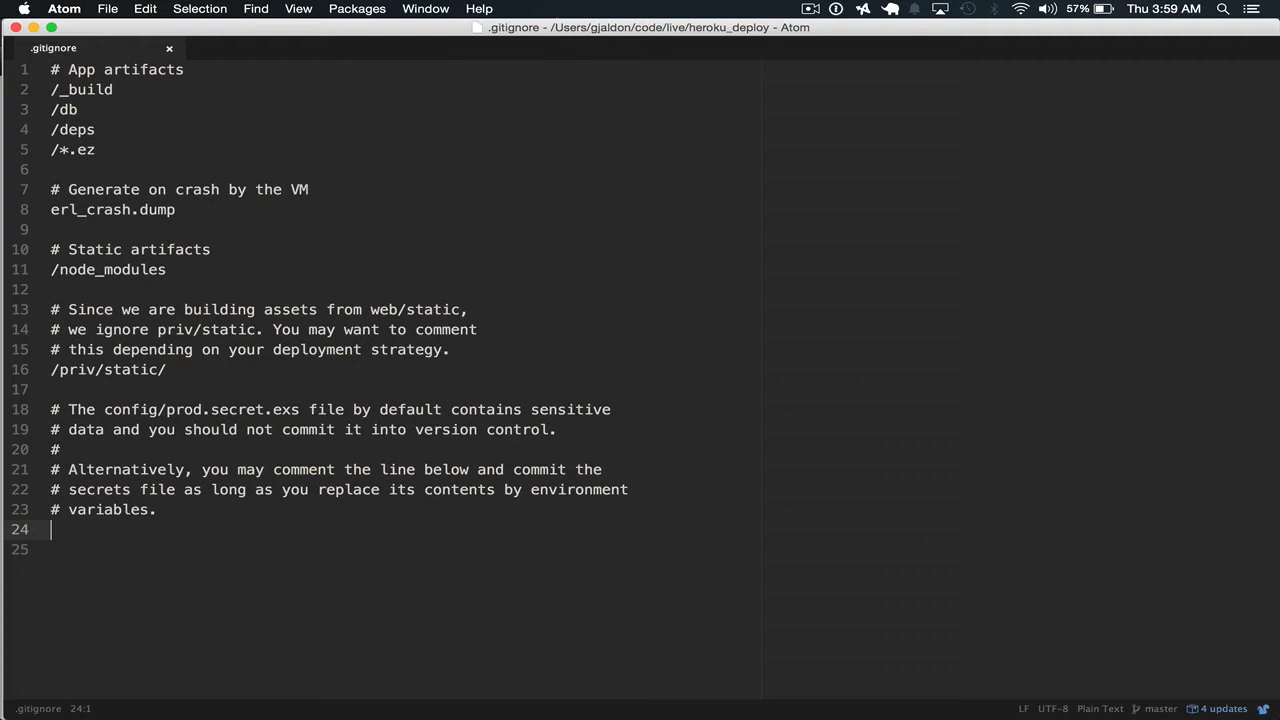 Atom File Edit View Selection Find Packages Window Help 57% Thu 3:59 AM
.gitignore - /Users/gjaldon/code/live/heroku_deploy - Atom
.gitignore ×
1 # App artifacts
2 /_build
3 /db
4 /deps
5 /*.ez
6
7 # Generate on crash by the VM
8 erl_crash.dump
9
10 # Static artifacts
11 /node_modules
12
13 # Since we are building assets from web/static,
14 # we ignore priv/static. You may want to comment
15 # this depending on your deployment strategy.
16 /priv/static/
17
18 # The config/prod.secret.exs file by default contains sensitive
19 # data and you should not commit it into version control.
20 #
21 # Alternatively, you may comment the line below and commit the
22 # secrets file as long as you replace its contents by environment
23 # variables.
24
25
.gitignore 24:1 LF UTF-8 Plain Text master 4 updates